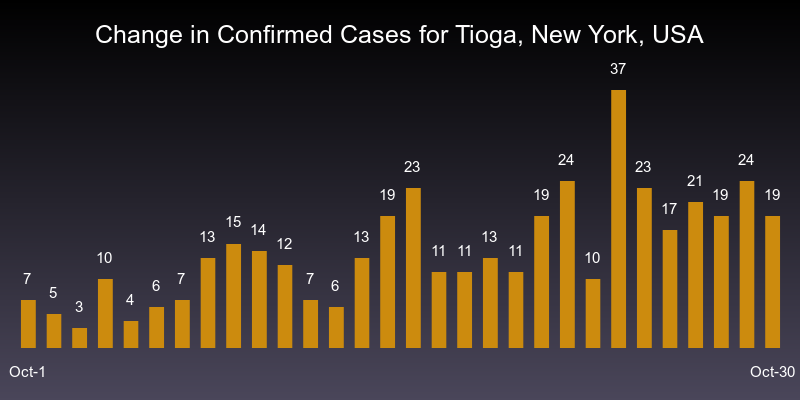 Change in Confirmed Cases for Tioga, New York, USA
7 5 3 10 4 6 7 13 15 14 12 7 6 13 19 23 11 11 13 11 19 24 10 37 23 17 21 19 24 19
Oct-1 Oct-30